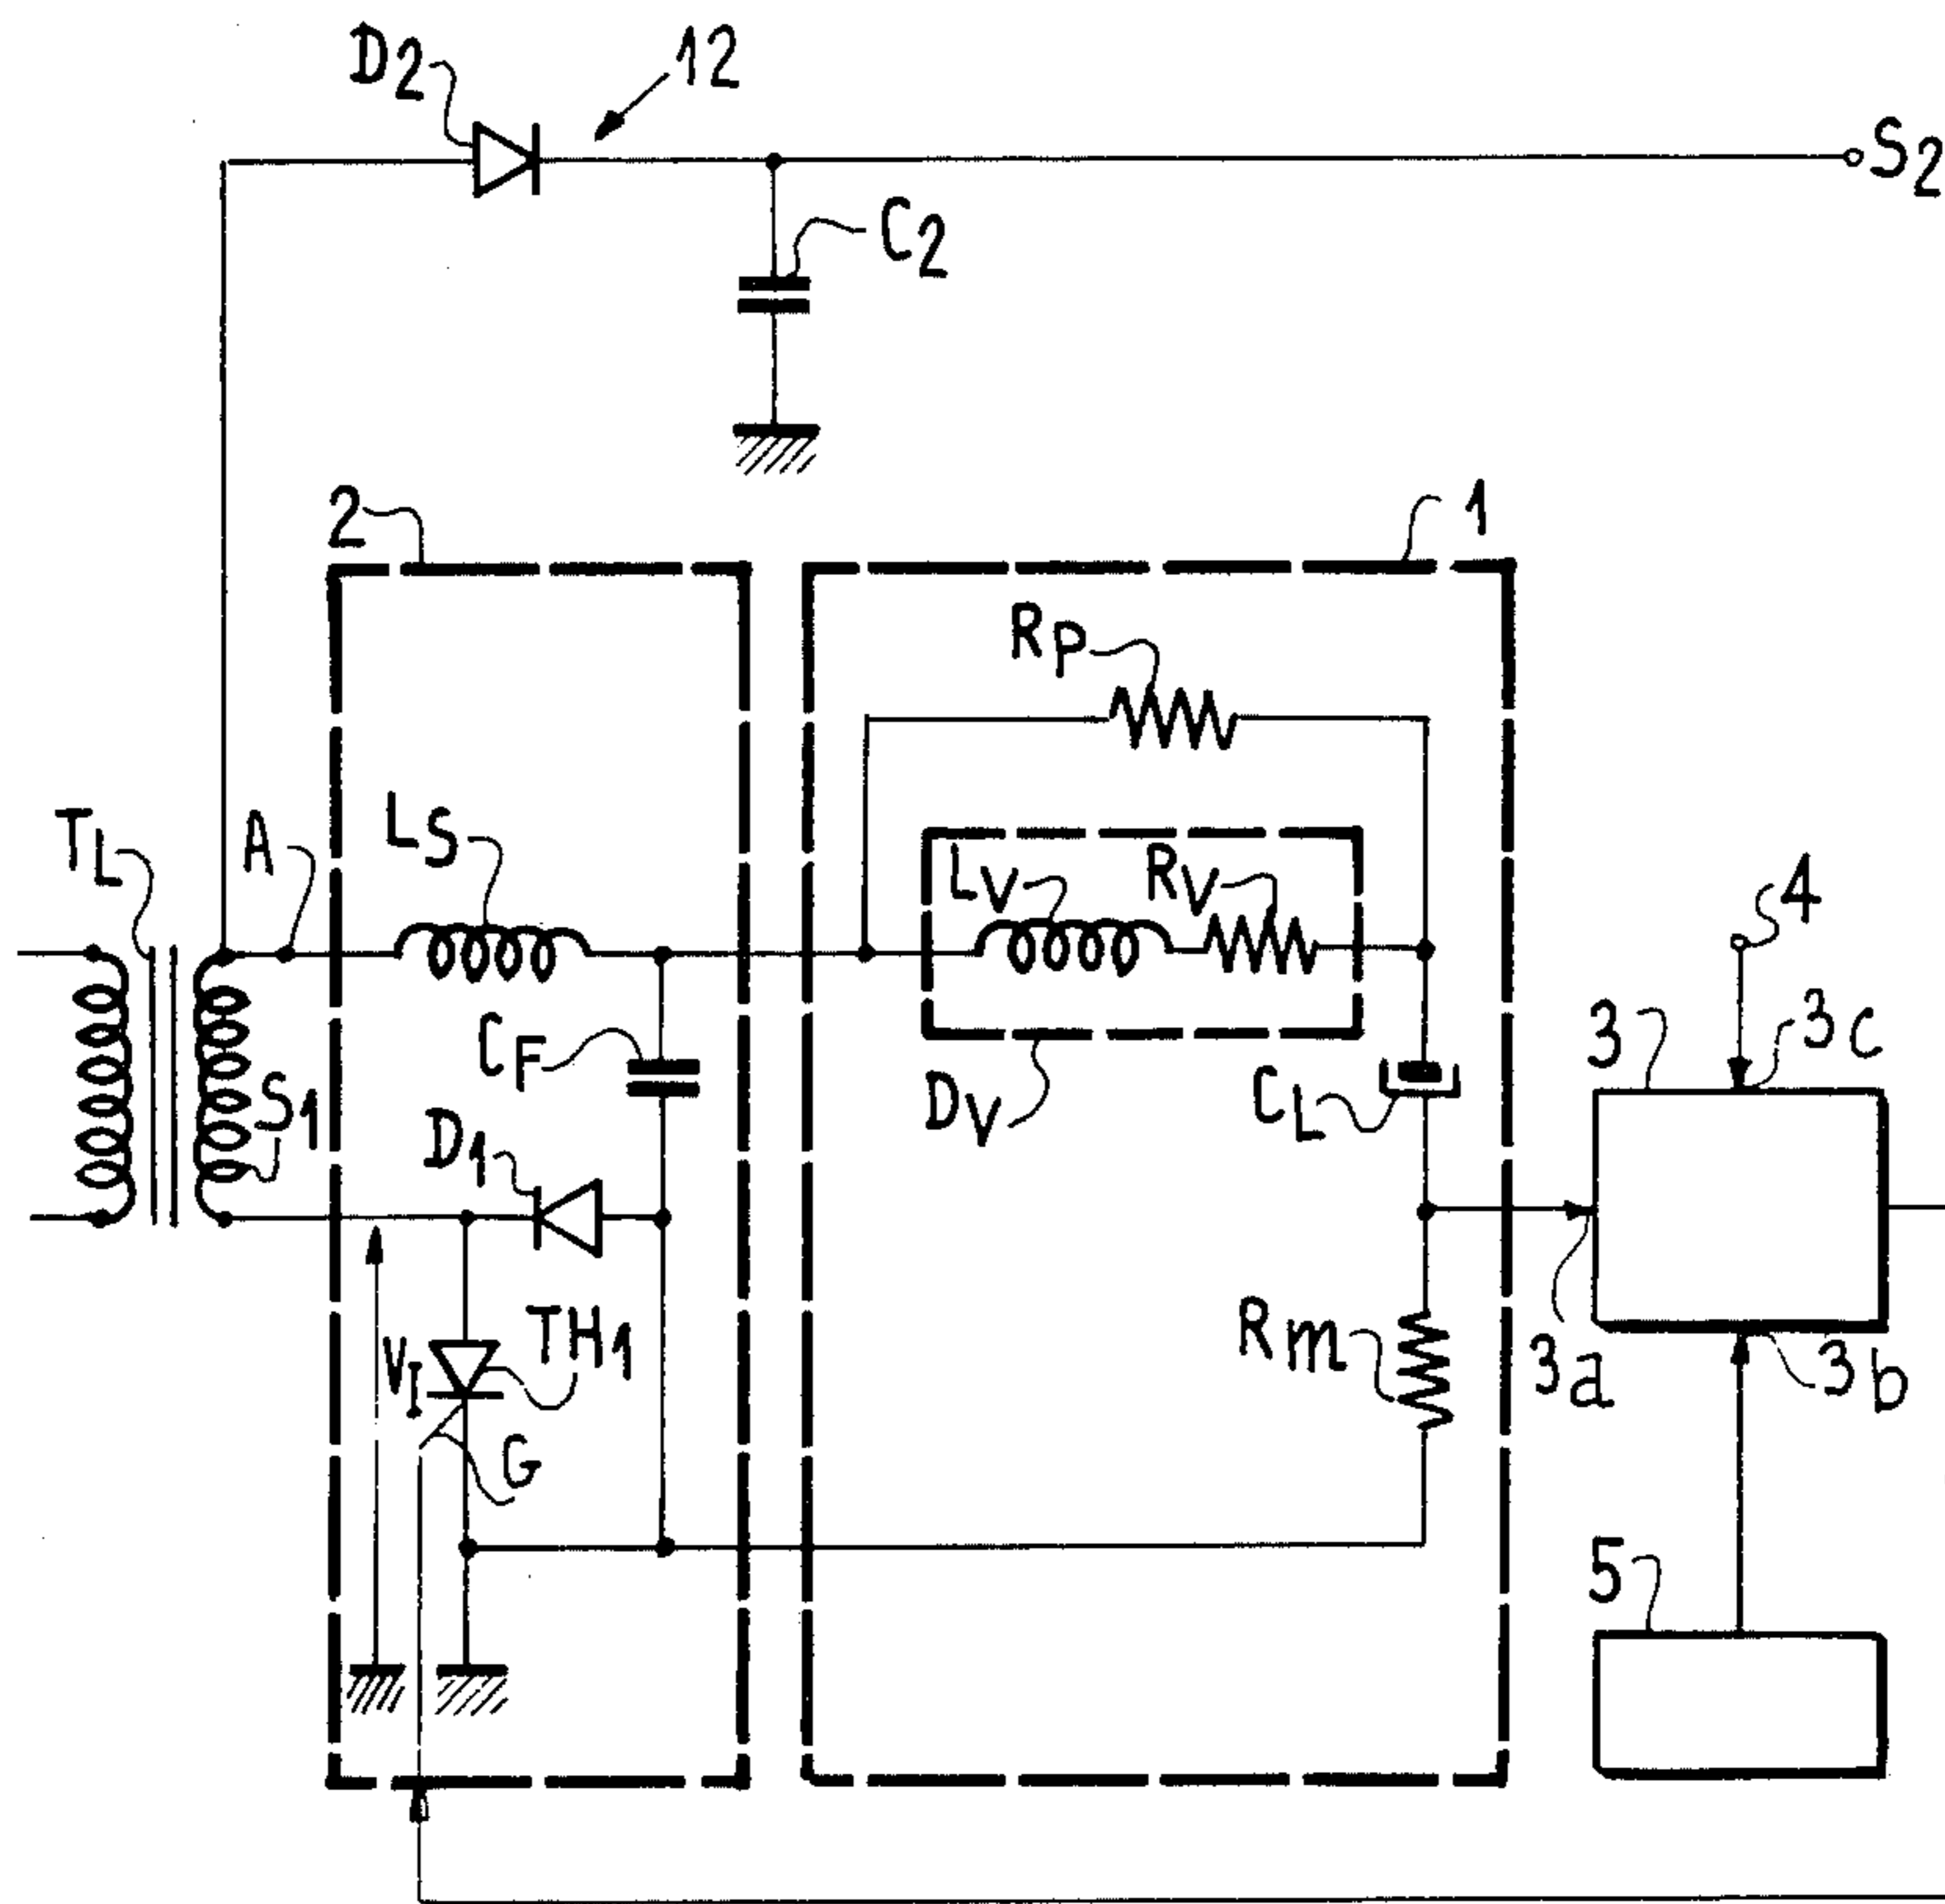 D2
12
S2
C2
2
1
Rp
TL
A
LS
LV
RV
4
CF
S1
D1
DV
CL
3
3c
VI
TH1
G
Rm
3a
3b
5